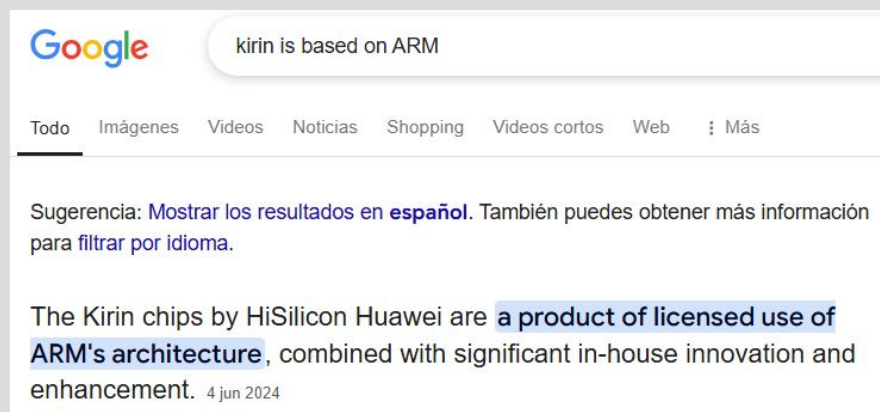 Google
kirin is based on ARM
Todo Imágenes Videos Noticias Shopping Videos cortos Web Más
Sugerencia: Mostrar los resultados en español. También puedes obtener más información
para filtrar por idioma.
The Kirin chips by HiSilicon Huawei are a product of licensed use of
ARM's architecture, combined with significant in-house innovation and
enhancement. 4 jun 2024